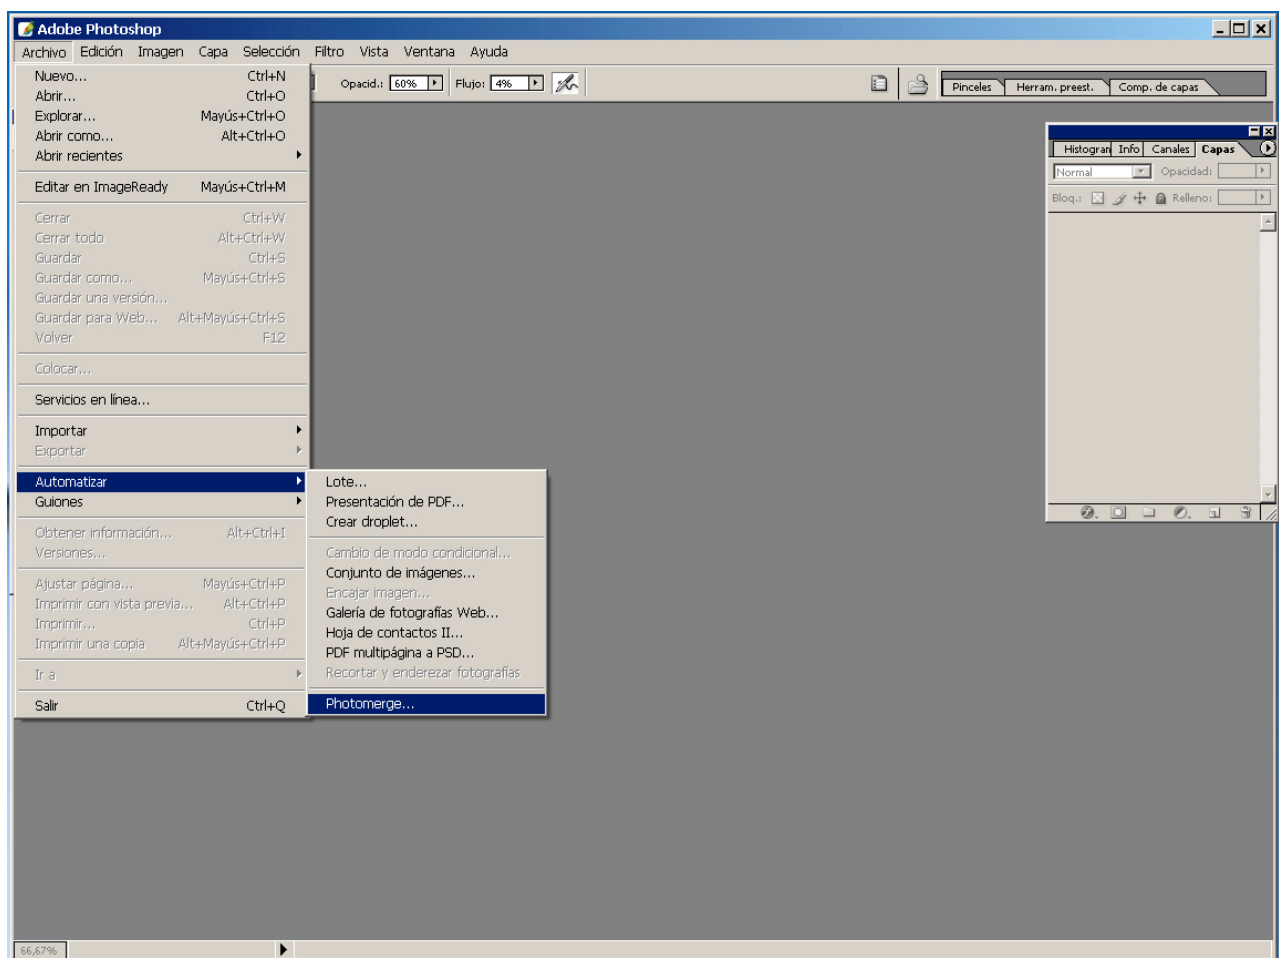 Adobe Photoshop
Archivo Edición Imagen Capa Selección Filtro Vista Ventana Ayuda
Opacid.: 60% Flujo: 4%
Pinceles Herram. preest. Comp. de capas
Nuevo... Ctrl+N
Abrir... Ctrl+O
Explorar... Mayús+Ctrl+O
Abrir como... Alt+Ctrl+O
Abrir recientes
Editar en ImageReady Mayús+Ctrl+M
Cerrar Ctrl+W
Cerrar todo Alt+Ctrl+W
Guardar Ctrl+S
Guardar como... Mayús+Ctrl+S
Guardar una versión...
Guardar para Web... Alt+Mayús+Ctrl+S
Volver F12
Colocar...
Servicios en línea...
Importar
Exportar
Automatizar
Guiones
Obtener información... Alt+Ctrl+I
Versiones...
Ajustar página... Mayús+Ctrl+P
Imprimir con vista previa... Alt+Ctrl+P
Imprimir... Ctrl+P
Imprimir una copia Alt+Mayús+Ctrl+P
Ir a
Salir Ctrl+Q
Lote...
Presentación de PDF...
Crear droplet...
Cambio de modo condicional...
Conjunto de imágenes...
Encajar imagen...
Galería de fotografías Web...
Hoja de contactos II...
PDF multipágina a PSD...
Recortar y enderezar fotografías
Photomerge...
Histogran Info Canales Capas
Normal Opacidad:
Bloq.: Relleno:
66,67%